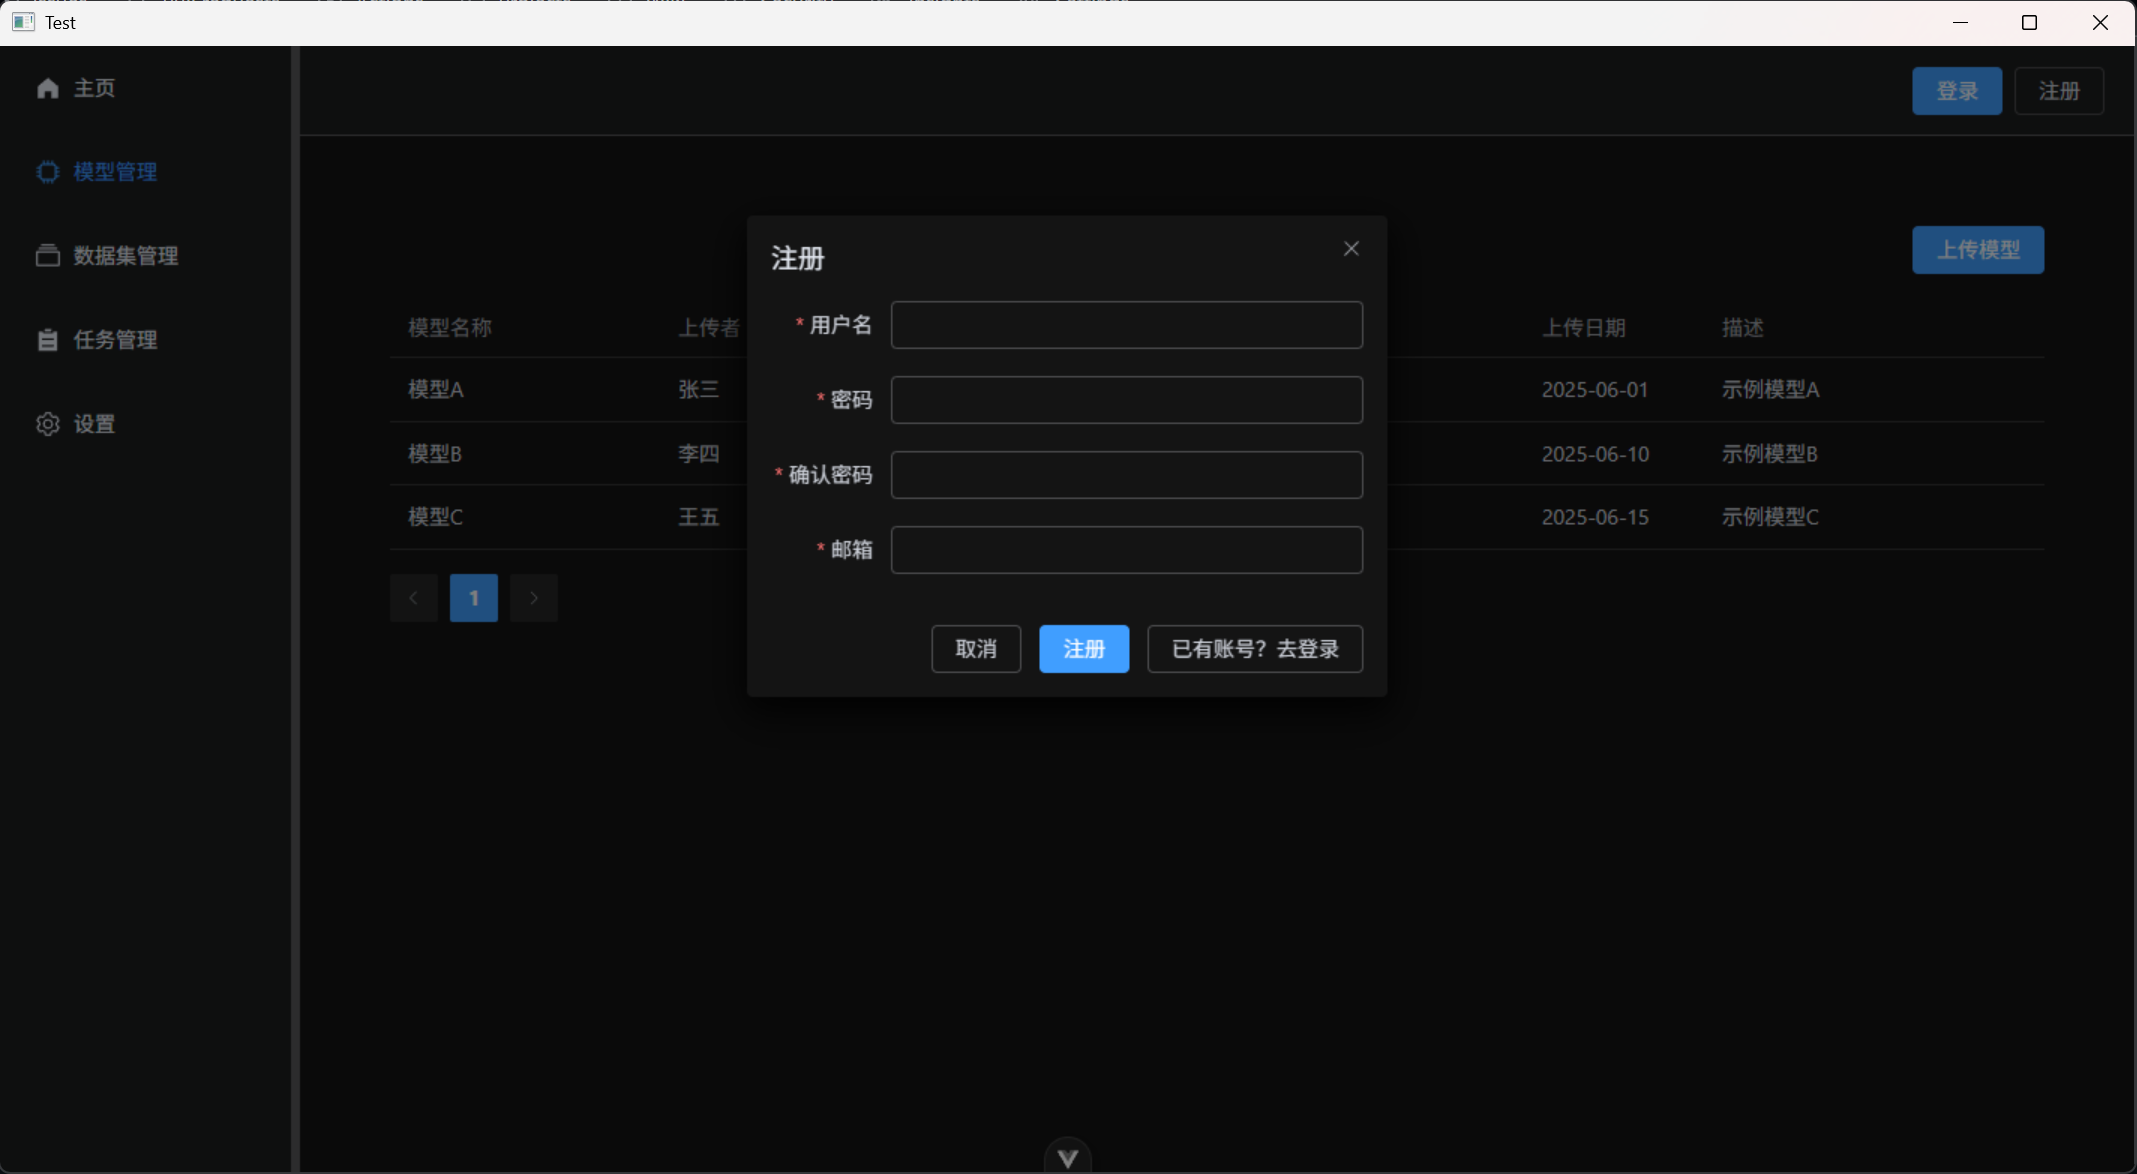 Test
主页
模型管理
数据集管理
任务管理
设置
登录 注册
上传模型
模型名称 上传者 上传日期 描述
模型A 张三 2025-06-01 示例模型A
模型B 李四 2025-06-10 示例模型B
模型C 王五 2025-06-15 示例模型C
1
注册
* 用户名
* 密码
* 确认密码
* 邮箱
取消 注册 已有账号？去登录